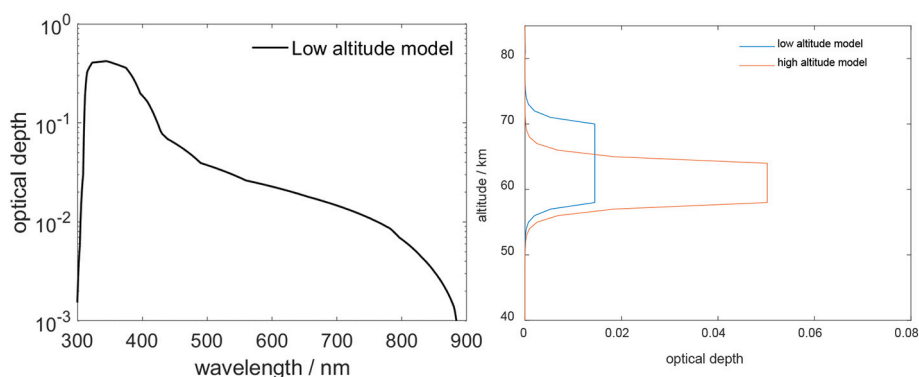 10^0
10^-1
10^-2
10^-3
optical depth
Low altitude model
300 400 500 600 700 800 900
wavelength / nm
80
70
60
50
40
altitude / km
low altitude model
high altitude model
0 0.02 0.04 0.06 0.08
optical depth